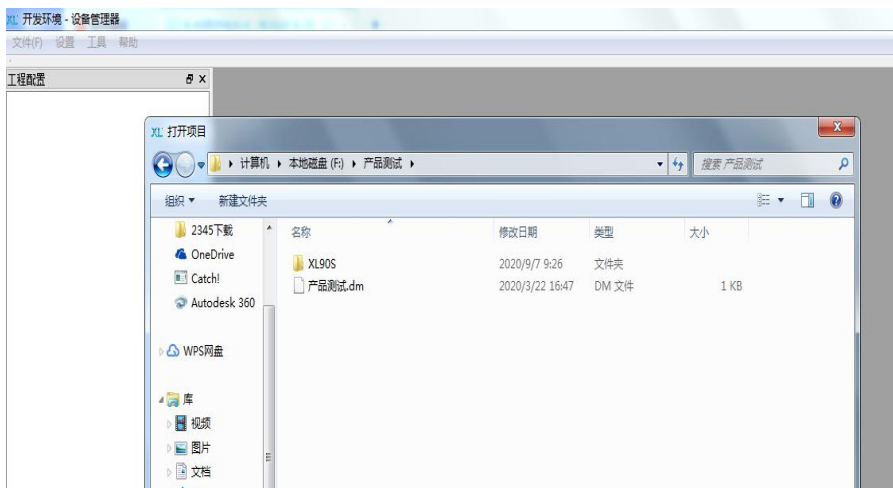 XL: 开发环境 - 设备管理器
文件(F) 设置 工具 帮助
工程配置
XL: 打开项目
计算机 本地磁盘 (F:) 产品测试
搜索 产品测试
组织 新建文件夹
2345下载
OneDrive
Catch!
Autodesk 360
WPS网盘
库
视频
图片
文档
名称 修改日期 类型 大小
XL90S 2020/9/7 9:26 文件夹
产品测试.dm 2020/3/22 16:47 DM 文件 1 KB